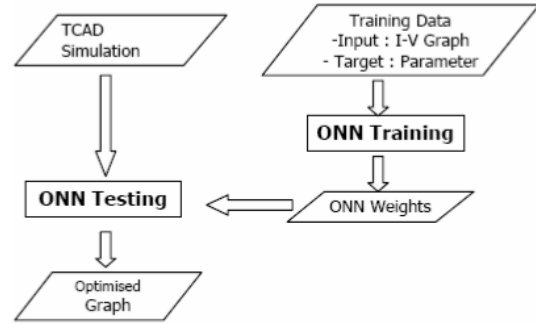 TCAD
Simulation
Training Data
-Input : I-V Graph
- Target : Parameter
ONN Training
ONN Testing
ONN Weights
Optimised
Graph